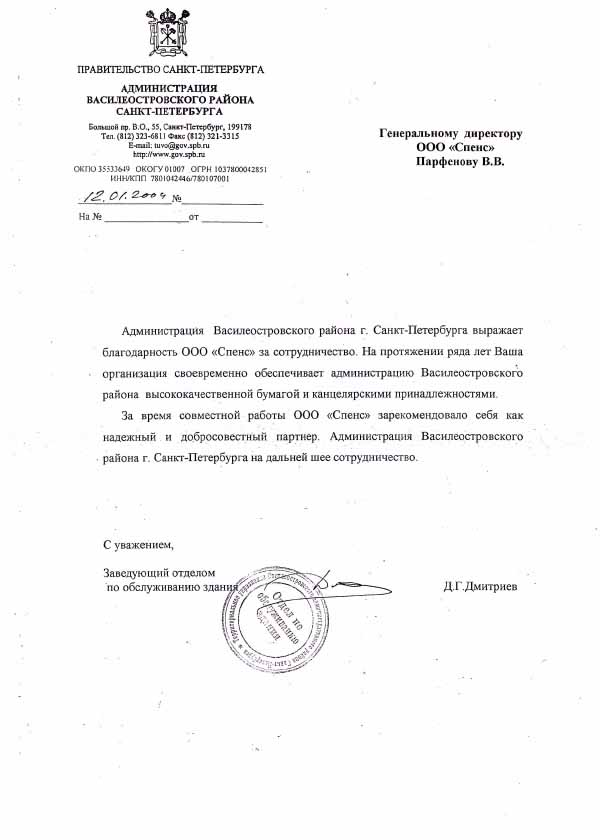 ПРАВИТЕЛЬСТВО САНКТ-ПЕТЕРБУРГА
АДМИНИСТРАЦИЯ
ВАСИЛЕОСТРОВСКОГО РАЙОНА
САНКТ-ПЕТЕРБУРГА
Большой пр. В.О., 55, Санкт-Петербург, 199178
Тел. (812) 323-6811 Факс (812) 321-3315
E-mail: tuvo@gov.spb.ru
http://www.gov.spb.ru
ОКПО 35533649 ОКОГУ 01007 ОГРН 1037800042851
ИНН/КПП 7801042446/780107001
12.01.2004 №
На № от
Генеральному директору
ООО «Спенс»
Парфенову В.В.
Администрация Василеостровского района г. Санкт-Петербурга выражает
благодарность ООО «Спенс» за сотрудничество. На протяжении ряда лет Ваша
организация своевременно обеспечивает администрацию Василеостровского
района высококачественной бумагой и канцелярскими принадлежностями.
За время совместной работы ООО «Спенс» зарекомендовало себя как
надежный и добросовестный партнер. Администрация Василеостровского
района г. Санкт-Петербурга на дальней шее сотрудничество.
С уважением,
Заведующий отделом
по обслуживанию здания
Д.Г.Дмитриев
Отдел по
обслуживанию
здания